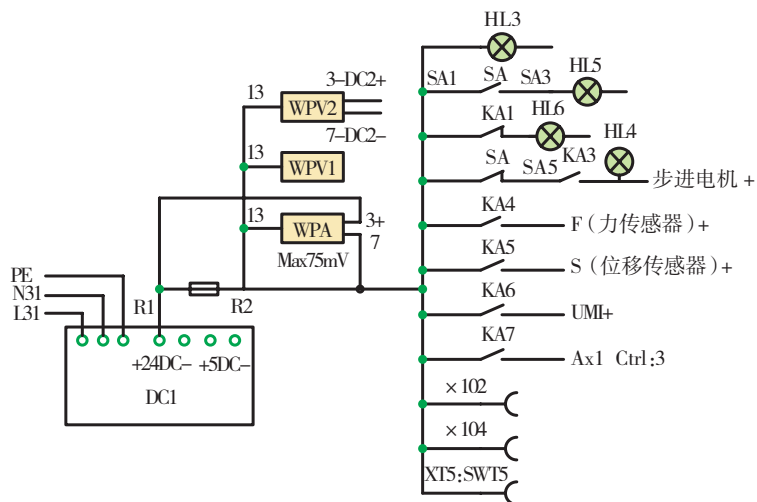 HL3
3-DC2+
SA1 SA SA3 HL5
13 WPV2
7-DC2-
KA1 HL6 HL4
13 WPV1
SA SA5 KA3
步进电机 +
13 WPA 3+
7
KA4
F（力传感器）+
Max75mV
KA5
S（位移传感器）+
PE
N31
L31
R1 R2
KA6
UMI+
KA7
Ax1 Ctrl:3
+24DC- +5DC-
DC1
×102
×104
XT5:SWT5